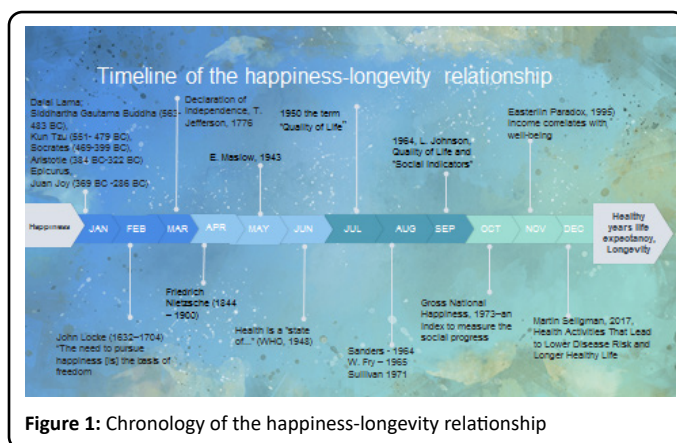 Timeline of the happiness-longevity relationship
Dalai Lama;
Siddhartha Gautama Buddha (563-
483 BC),
Kun Tzu (551- 479 BC),
Socrates (469-399 BC),
Aristotle (384 BC-322 BC)
Epicurus,
Juan Joy (369 BC -286 BC)
Declaration of
Independence, T.
Jefferson, 1776
E. Maslow, 1943
1950 the term
"Quality of Life"
1964, L. Johnson,
Quality of Life and
"Social Indicators"
Easterlin Paradox, 1995)
Income correlates with
well-being
Happiness
JAN
FEB
MAR
APR
MAY
JUN
JUL
AUG
SEP
OCT
NOV
DEC
Healthy
years life
expectancy,
Longevity
John Locke (1632–1704)
"The need to pursue
happiness [is] the basis of
freedom
Friedrich
Nietzsche (1844
– 1900)
Health is a "state
of..." (WHO, 1948)
Sanders - 1964
W. Fry – 1965
Sullivan 1971
Gross National
Happiness, 1973–an
index to measure the
social progress
Martin Seligman, 2017,
Health Activities That Lead
to Lower Disease Risk and
Longer Healthy Life
Figure 1: Chronology of the happiness-longevity relationship